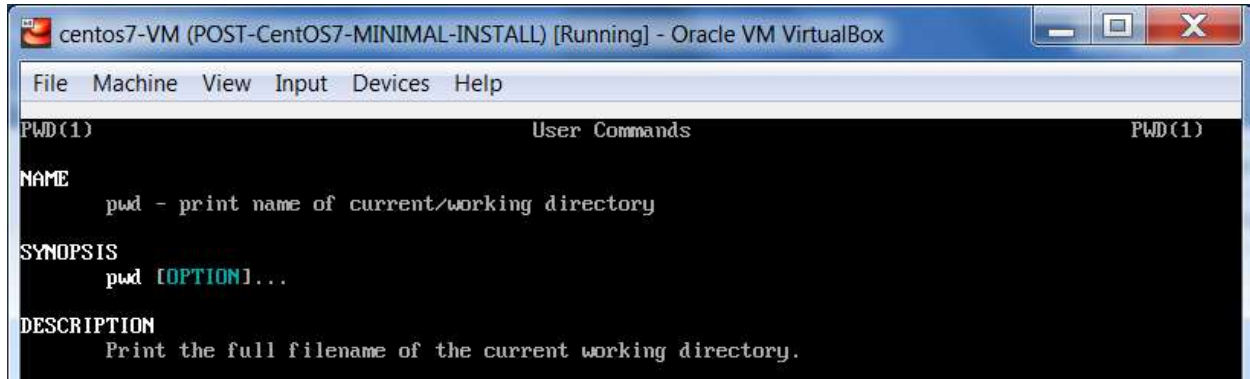 centos7-VM (POST-CentOS7-MINIMAL-INSTALL) [Running] - Oracle VM VirtualBox
File Machine View Input Devices Help
PWD(1) User Commands PWD(1)
NAME
pwd - print name of current/working directory
SYNOPSIS
pwd [OPTION]...
DESCRIPTION
Print the full filename of the current working directory.